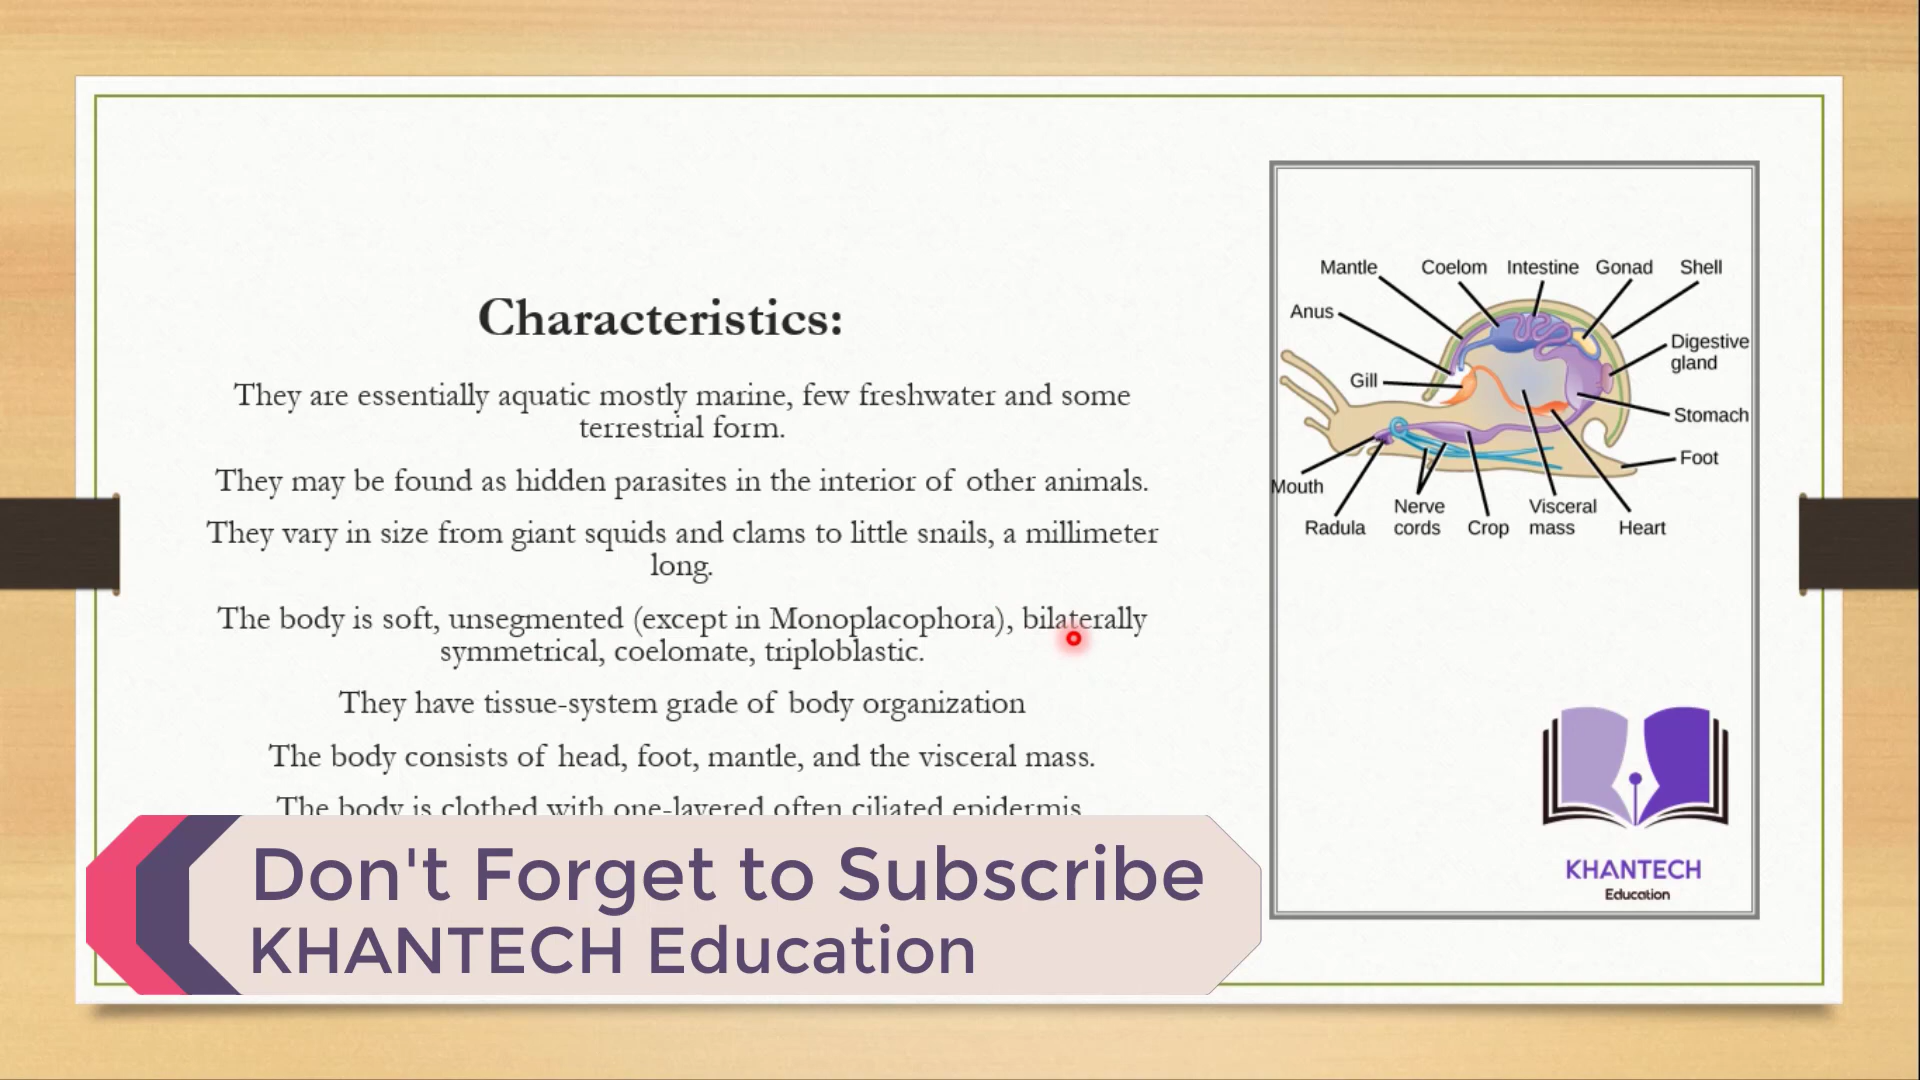 Characteristics:
They are essentially aquatic mostly marine, few freshwater and some
terrestrial form.
They may be found as hidden parasites in the interior of other animals.
They vary in size from giant squids and clams to little snails, a millimeter
long.
The body is soft, unsegmented (except in Monoplacophora), bilaterally
symmetrical, coelomate, triploblastic.
They have tissue-system grade of body organization
The body consists of head, foot, mantle, and the visceral mass.
The body is clothed with one-layered often ciliated epidermis
Don't Forget to Subscribe
KHANTECH Education
Mantle
Coelom
Intestine
Gonad
Shell
Anus
Digestive
gland
Gill
Stomach
Foot
Mouth
Radula
Nerve
cords
Crop
Visceral
mass
Heart
KHANTECH
Education